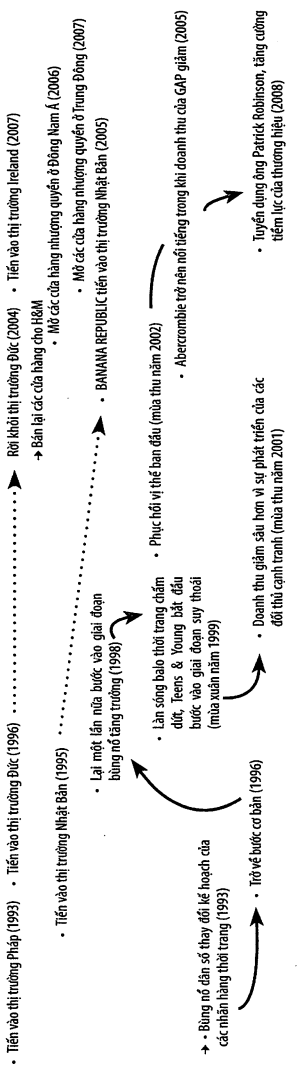 • Tiến vào thị trường Pháp (1993)
• Tiến vào thị trường Đức (1996)
Rời khỏi thị trường Đức (2004)
→ Bán lại các cửa hàng cho H&M
• Tiến vào thị trường Ireland (2007)
• Mở các cửa hàng nhượng quyền ở Đông Nam Á (2006)
• Mở các cửa hàng nhượng quyền ở Trung Đông (2007)
• Tiến vào thị trường Nhật Bản (1995)
• BANANA REPUBLIC tiến vào thị trường Nhật Bản (2005)
• Lại một lần nữa bước vào giai đoạn
bùng nổ tăng trưởng (1998)
• Làn sóng balo thời trang chấm
dứt, Teens & Young bắt đầu
bước vào giai đoạn suy thoái
(mùa xuân năm 1999)
• Phục hồi vị thế ban đầu (mùa thu năm 2002)
• Abercrombie trở nên nổi tiếng trong khi doanh thu của GAP giảm (2005)
→ • Bùng nổ dân số thay đổi kế hoạch của
các nhãn hàng thời trang (1993)
• Trở về bước cơ bản (1996)
• Doanh thu giảm sâu hơn vì sự phát triển của các
đối thủ cạnh tranh (mùa thu năm 2001)
• Tuyển dụng ông Patrick Robinson, tăng cường
tiềm lực của thương hiệu (2008)